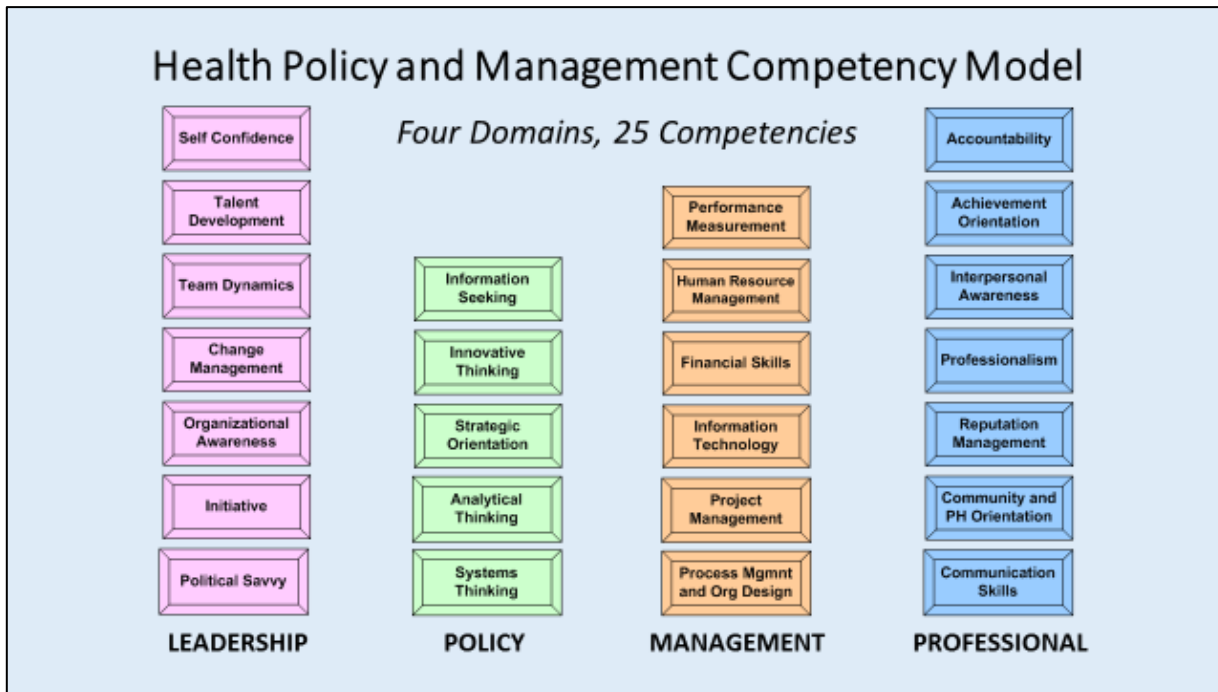 Health Policy and Management Competency Model
Four Domains, 25 Competencies
Self Confidence
Talent
Development
Team Dynamics
Change
Management
Organizational
Awareness
Initiative
Political Savvy
LEADERSHIP
Information
Seeking
Innovative
Thinking
Strategic
Orientation
Analytical
Thinking
Systems
Thinking
POLICY
Performance
Measurement
Human Resource
Management
Financial Skills
Information
Technology
Project
Management
Process Mgmnt
and Org Design
MANAGEMENT
Accountability
Achievement
Orientation
Interpersonal
Awareness
Professionalism
Reputation
Management
Community and
PH Orientation
Communication
Skills
PROFESSIONAL